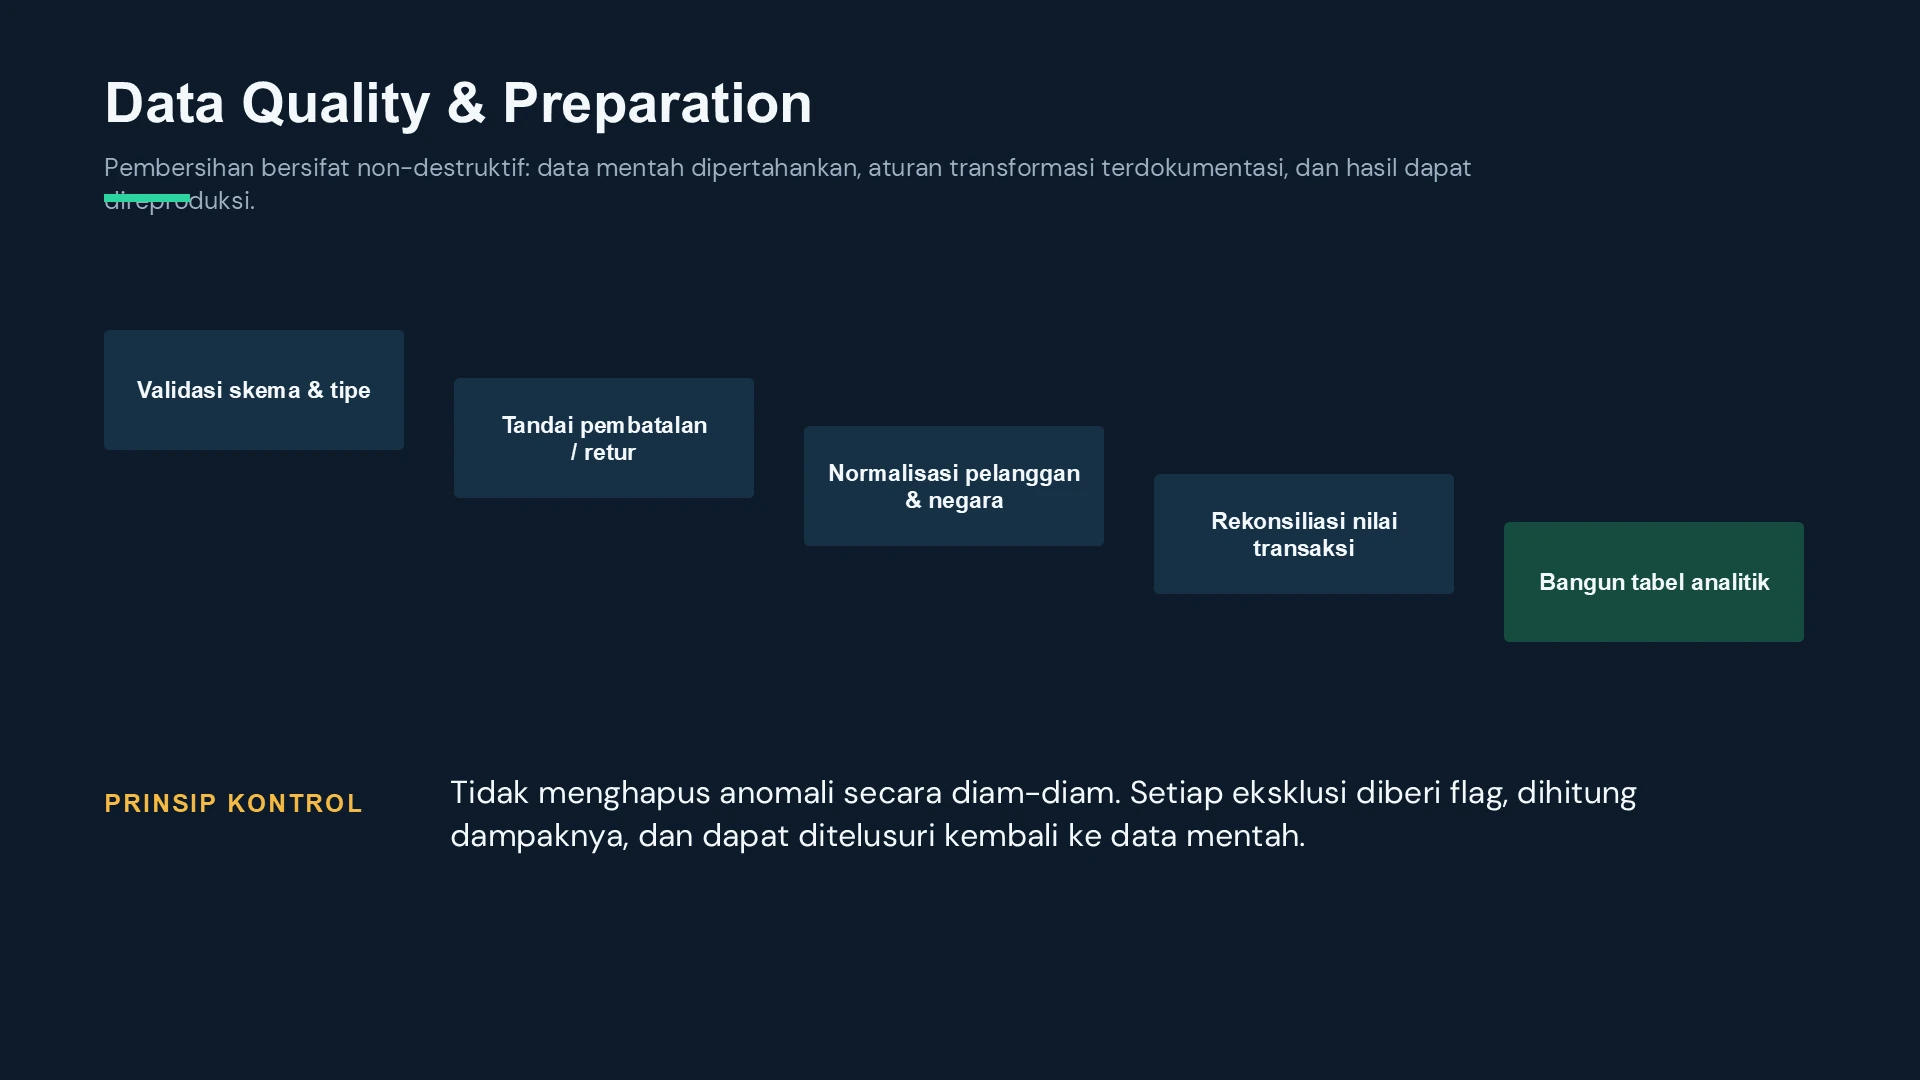 Data Quality & Preparation
Pembersihan bersifat non-destruktif: data mentah dipertahankan, aturan transformasi terdokumentasi, dan hasil dapat
direproduksi.
Validasi skema & tipe
Tandai pembatalan
/ retur
Normalisasi pelanggan
& negara
Rekonsiliasi nilai
transaksi
Bangun tabel analitik
PRINSIP KONTROL
Tidak menghapus anomali secara diam-diam. Setiap eksklusi diberi flag, dihitung
dampaknya, dan dapat ditelusuri kembali ke data mentah.